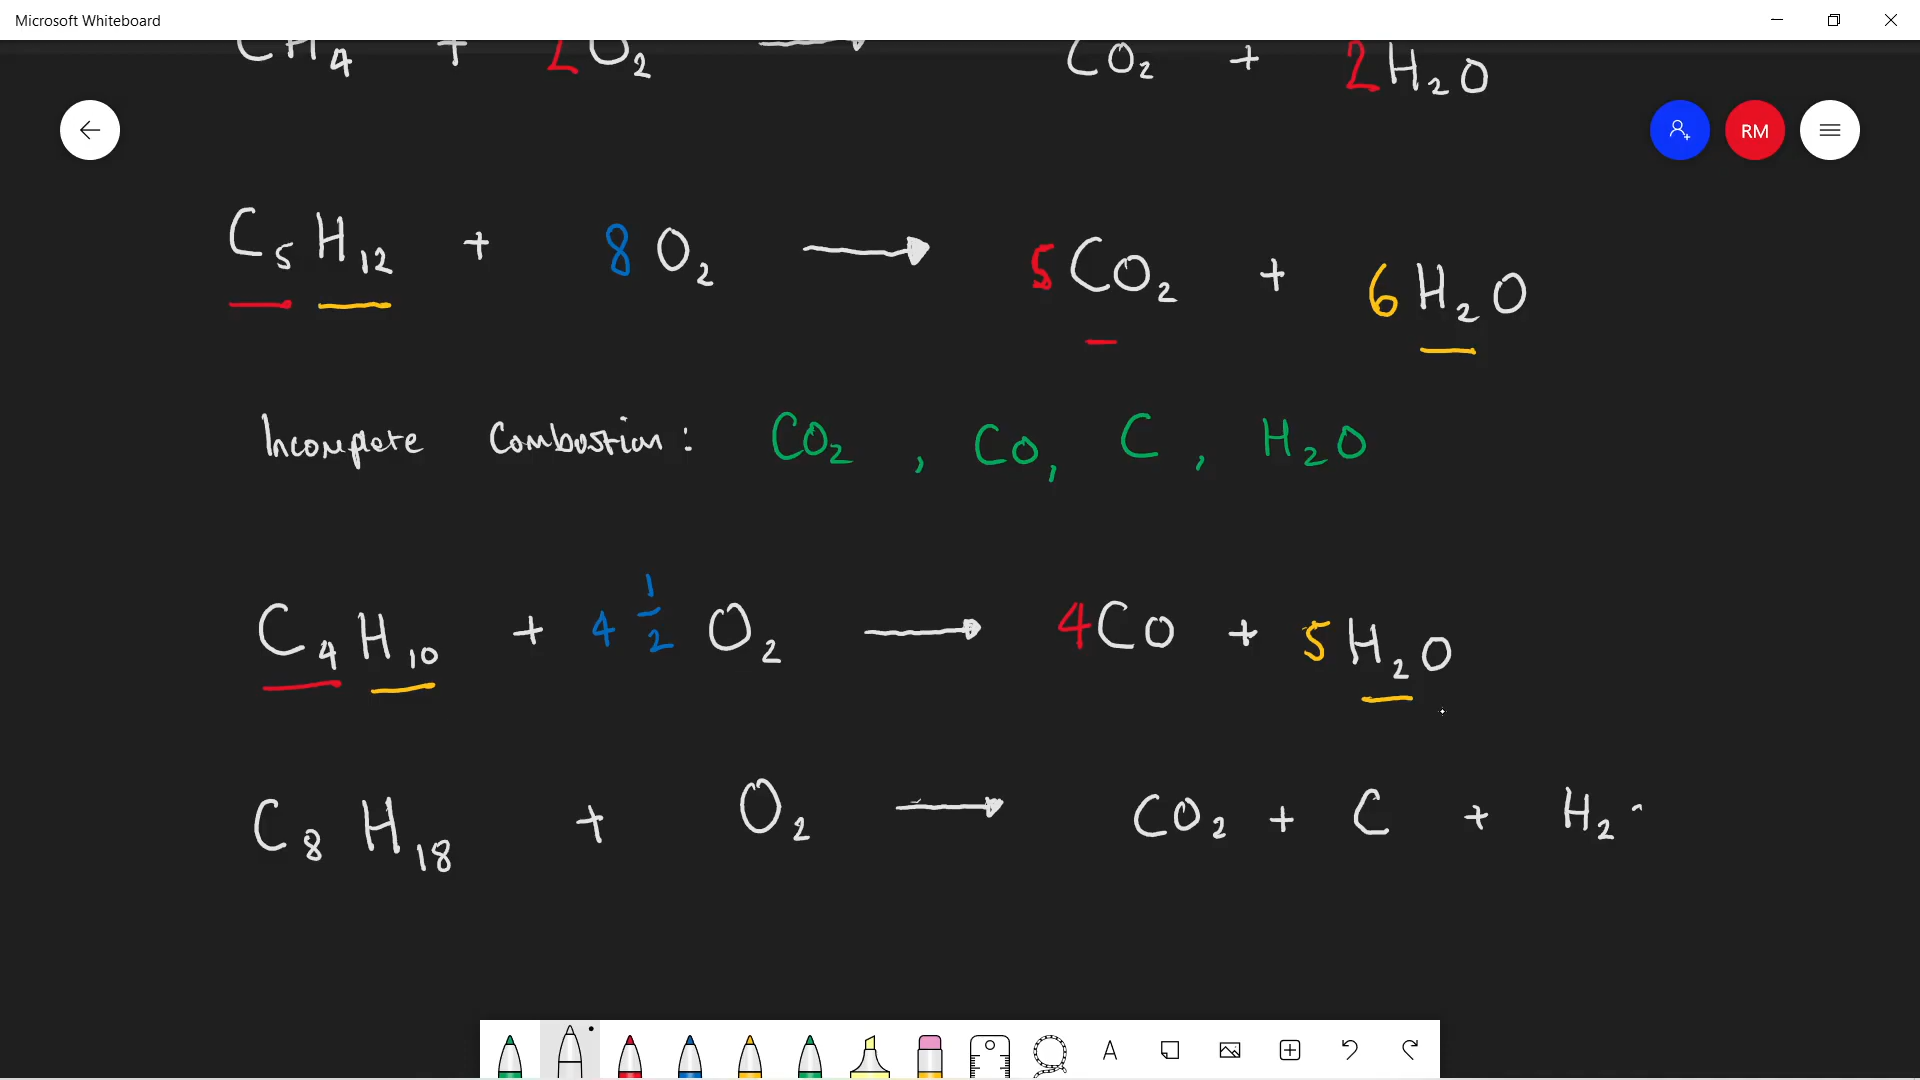 Microsoft Whiteboard
CH₄ + 2O₂ → CO₂ + 2H₂O
RM
C₅H₁₂ + 8O₂ → 5CO₂ + 6H₂O
Incomplete Combustion: CO₂, CO, C, H₂O
C₄H₁₀ + 4 1/2 O₂ → 4CO + 5H₂O
C₈H₁₈ + O₂ → CO₂ + C + H₂
A